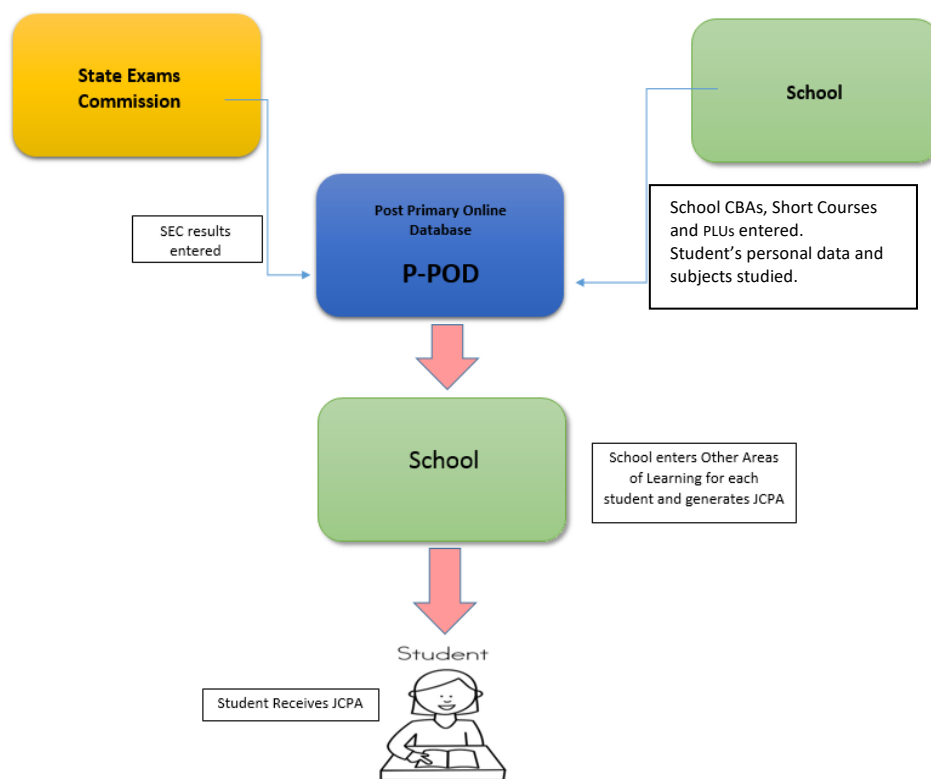 State Exams
Commission
School
SEC results
entered
Post Primary Online
Database
P-POD
School CBAs, Short Courses
and PLUs entered.
Student’s personal data and
subjects studied.
School
School enters Other Areas
of Learning for each
student and generates JCPA
Student
Student Receives JCPA